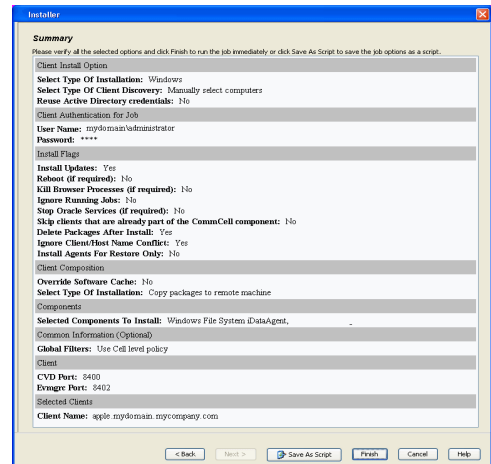 Installer
Summary
Please verify all the selected options and click Finish to run the job immediately or click Save As Script to save the job options as a script.
Client Install Option
Select Type Of Installation: Windows
Select Type Of Client Discovery: Manually select computers
Reuse Active Directory credentials: No
Client Authentication for Job
User Name: mydomain\administrator
Password: ****
Install Flags
Install Updates: Yes
Reboot (if required): No
Kill Browser Processes (if required): No
Ignore Running Jobs: No
Stop Oracle Services (if required): No
Skip clients that are already part of the CommCell component: No
Delete Packages After Install: Yes
Ignore Client/Host Name Conflict: Yes
Install Agents For Restore Only: No
Client Composition
Override Software Cache: No
Select Type Of Installation: Copy packages to remote machine
Components
Selected Components To Install: Windows File System iDataAgent,
Common Information (Optional)
Global Filters: Use Cell level policy
Client
CVD Port: 8400
Evmgrc Port: 8402
Selected Clients
Client Name: apple.mydomain.mycompany.com
< Back Next > Save As Script Finish Cancel Help